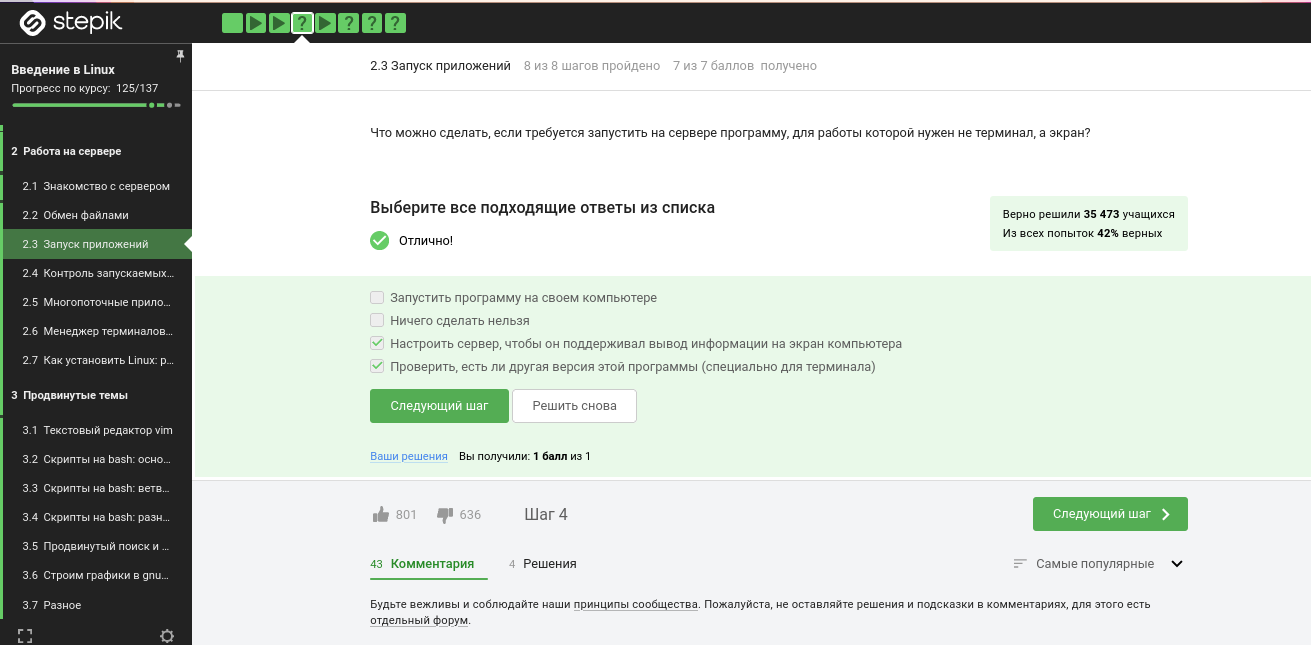 stepik
? ? ? ?
Введение в Linux
Прогресс по курсу: 125/137
2 Работа на сервере
2.1 Знакомство с сервером
2.2 Обмен файлами
2.3 Запуск приложений
2.4 Контроль запускаемых...
2.5 Многопоточные прило...
2.6 Менеджер терминалов...
2.7 Как установить Linux: р...
3 Продвинутые темы
3.1 Текстовый редактор vim
3.2 Скрипты на bash: осно...
3.3 Скрипты на bash: ветв...
3.4 Скрипты на bash: разн...
3.5 Продвинутый поиск и ...
3.6 Строим графики в gnu...
3.7 Разное
2.3 Запуск приложений 8 из 8 шагов пройдено 7 из 7 баллов получено
Что можно сделать, если требуется запустить на сервере программу, для работы которой нужен не терминал, а экран?
Выберите все подходящие ответы из списка
Отлично!
Верно решили 35 473 учащихся
Из всех попыток 42% верных
Запустить программу на своем компьютере
Ничего сделать нельзя
Настроить сервер, чтобы он поддерживал вывод информации на экран компьютера
Проверить, есть ли другая версия этой программы (специально для терминала)
Следующий шаг Решить снова
Ваши решения Вы получили: 1 балл из 1
801 636 Шаг 4 Следующий шаг
43 Комментария 4 Решения Самые популярные
Будьте вежливы и соблюдайте наши принципы сообщества. Пожалуйста, не оставляйте решения и подсказки в комментариях, для этого есть
отдельный форум.